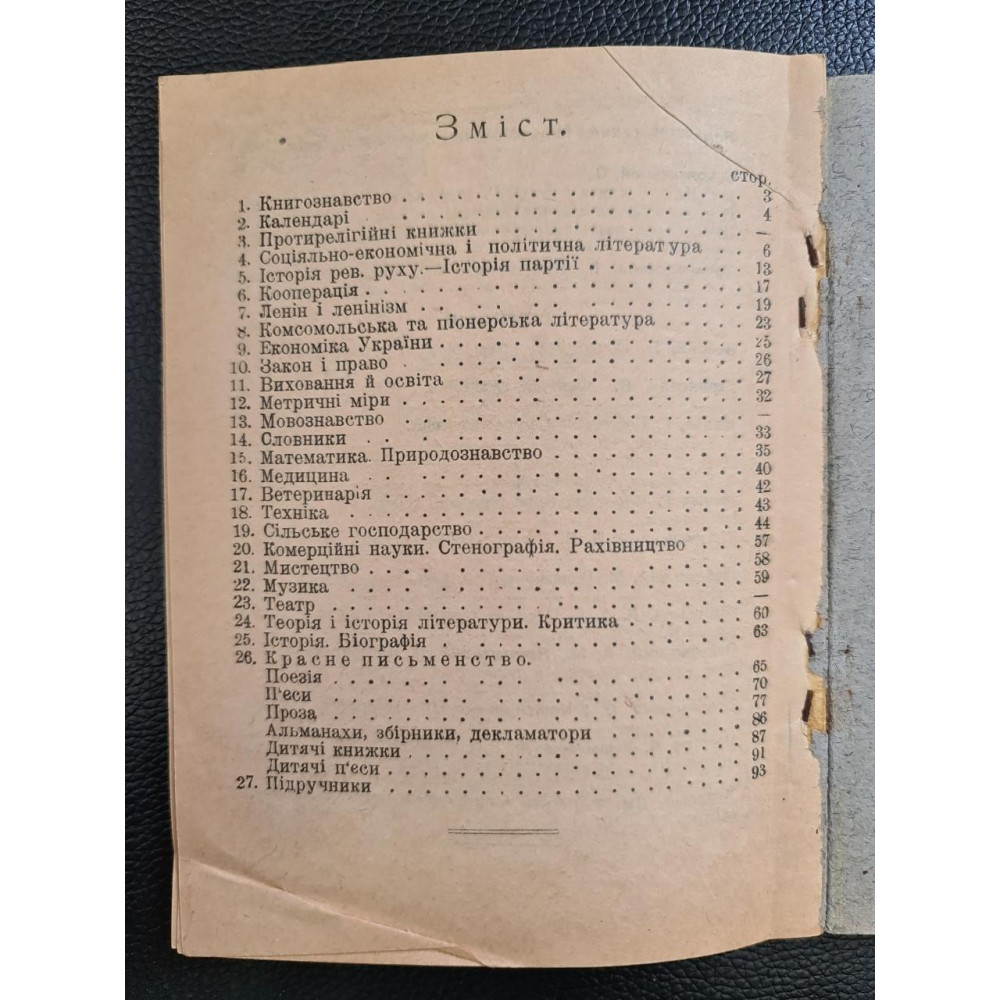 Зміст.
стор.
1. Книгознавство . . . . . . . . . . . . . . . . 3
2. Календарі . . . . . . . . . . . . . . . . 4
3. Протирелігійні книжки . . . . . . . . . . . . —
4. Соціяльно-економічна і політична література . . 6
5. Історія рев. руху.—Історія партії . . . . . . . . 13
6. Кооперація . . . . . . . . . . . . . . . . 17
7. Ленін і ленінізм . . . . . . . . . . . . . . 19
8. Комсомольська та піонерська література . . . . . 23
9. Економіка України . . . . . . . . . . . . . 25
10. Закон і право . . . . . . . . . . . . . . . 26
11. Виховання й освіта . . . . . . . . . . . . . 27
12. Метричні міри . . . . . . . . . . . . . . . 32
13. Мовознавство . . . . . . . . . . . . . . . —
14. Словники . . . . . . . . . . . . . . . . 33
15. Математика. Природознавство . . . . . . . . . 35
16. Медицина . . . . . . . . . . . . . . . . 40
17. Ветеринарія . . . . . . . . . . . . . . . 42
18. Техніка . . . . . . . . . . . . . . . . . 43
19. Сільське господарство . . . . . . . . . . . . 44
20. Комерційні науки. Стенографія. Рахівництво . . . 57
21. Мистецтво . . . . . . . . . . . . . . . . 58
22. Музика . . . . . . . . . . . . . . . . . 59
23. Театр . . . . . . . . . . . . . . . . . —
24. Теорія і історія літератури. Критика . . . . . . 60
25. Історія. Біографія . . . . . . . . . . . . . 63
26. Красне письменство.
Поезія . . . . . . . . . . . . . . . . . 65
П'єси . . . . . . . . . . . . . . . . . 70
Проза . . . . . . . . . . . . . . . . . 77
Альманахи, збірники, декламатори . . . . . . . 86
Дитячі книжки . . . . . . . . . . . . . . 87
Дитячі п'єси . . . . . . . . . . . . . . . 91
27. Підручники . . . . . . . . . . . . . . . 93